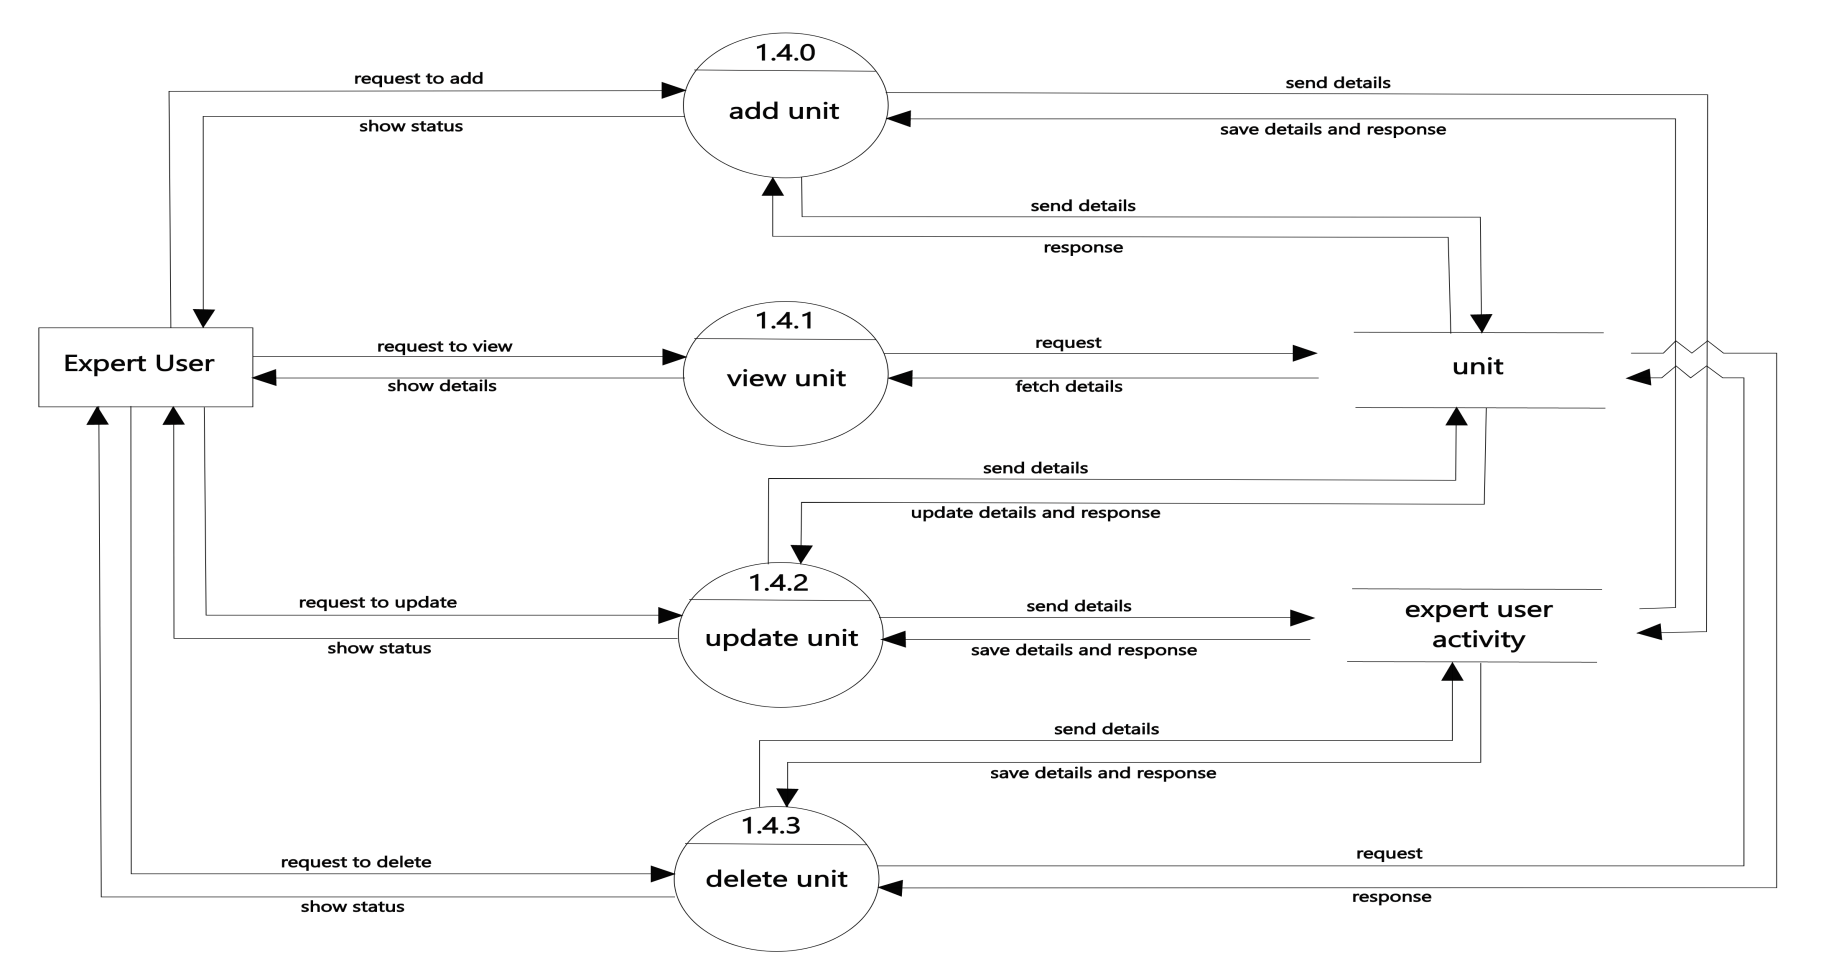 1.4.0
request to add
send details
add unit
show status
save details and response
send details
response
1.4.1
request to view
request
Expert User
unit
view unit
show details
fetch details
send details
update details and response
1.4.2
request to update
send details
expert user
activity
update unit
show status
save details and response
send details
save details and response
1.4.3
request to delete
request
delete unit
show status
response